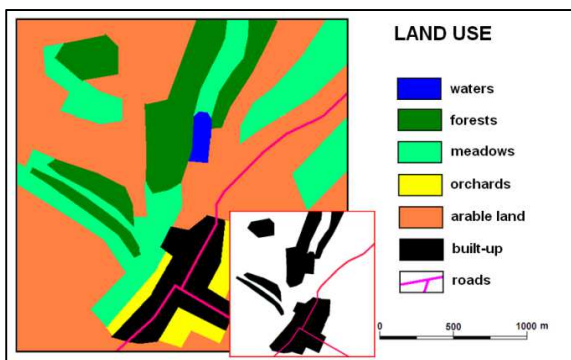 LAND USE
waters
forests
meadows
orchards
arable land
built-up
roads
0 500 1000 m